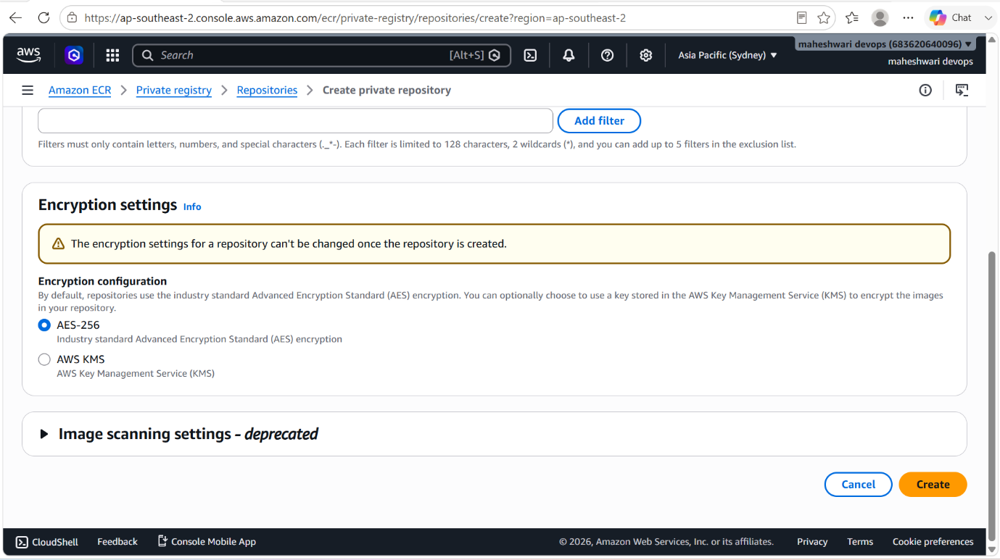 https://ap-southeast-2.console.aws.amazon.com/ecr/private-registry/repositories/create?region=ap-southeast-2
Chat
aws
Search
[Alt+S]
Asia Pacific (Sydney)
maheshwari devops (683620640096)
maheshwari devops
Amazon ECR
Private registry
Repositories
Create private repository
Add filter
Filters must only contain letters, numbers, and special characters (._*-). Each filter is limited to 128 characters, 2 wildcards (*), and you can add up to 5 filters in the exclusion list.
Encryption settings Info
The encryption settings for a repository can't be changed once the repository is created.
Encryption configuration
By default, repositories use the industry standard Advanced Encryption Standard (AES) encryption. You can optionally choose to use a key stored in the AWS Key Management Service (KMS) to encrypt the images
in your repository.
AES-256
Industry standard Advanced Encryption Standard (AES) encryption
AWS KMS
AWS Key Management Service (KMS)
Image scanning settings - deprecated
Cancel
Create
CloudShell
Feedback
Console Mobile App
© 2026, Amazon Web Services, Inc. or its affiliates.
Privacy
Terms
Cookie preferences